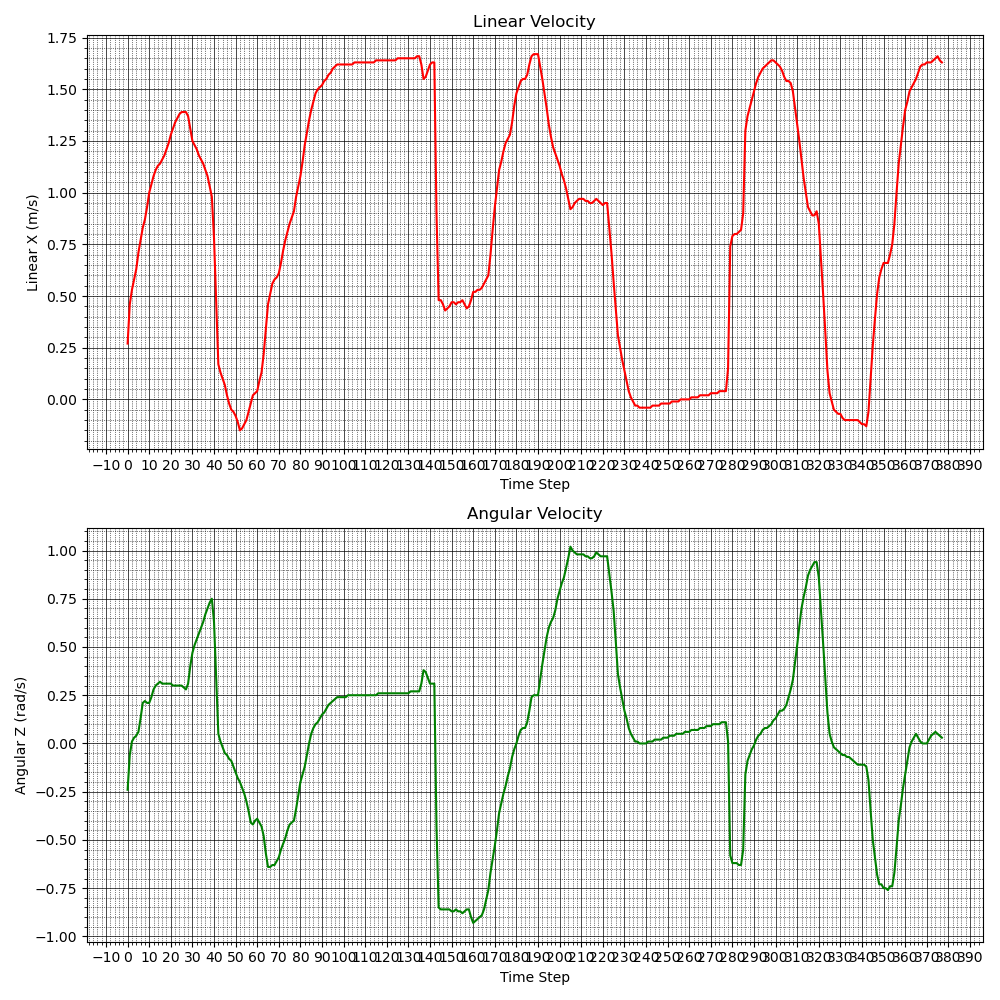 Linear Velocity
1.75
1.50
1.25
1.00
0.75
0.50
0.25
0.00
Linear X (m/s)
−10 0 10 20 30 40 50 60 70 80 90 100 110 120 130 140 150 160 170 180 190 200 210 220 230 240 250 260 270 280 290 300 310 320 330 340 350 360 370 380 390
Time Step
Angular Velocity
1.00
0.75
0.50
0.25
0.00
−0.25
−0.50
−0.75
−1.00
Angular Z (rad/s)
−10 0 10 20 30 40 50 60 70 80 90 100 110 120 130 140 150 160 170 180 190 200 210 220 230 240 250 260 270 280 290 300 310 320 330 340 350 360 370 380 390
Time Step